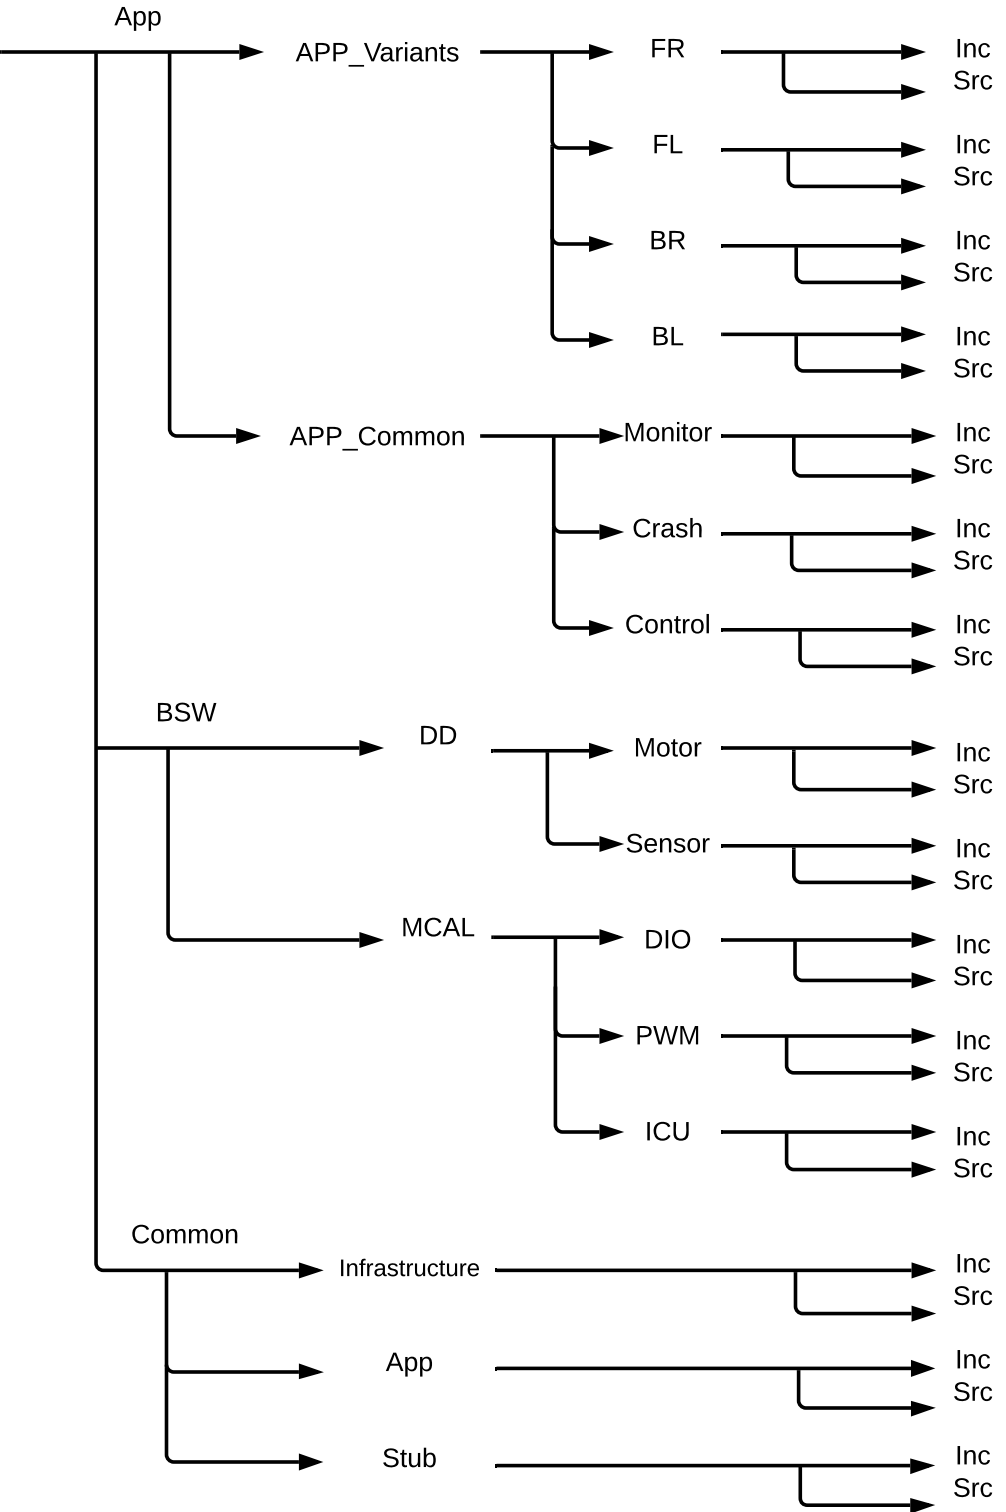 App
APP_Variants
FR
Inc
Src
FL
Inc
Src
BR
Inc
Src
BL
Inc
Src
APP_Common
Monitor
Inc
Src
Crash
Inc
Src
Control
Inc
Src
BSW
DD
Motor
Inc
Src
Sensor
Inc
Src
MCAL
DIO
Inc
Src
PWM
Inc
Src
ICU
Inc
Src
Common
Infrastructure
Inc
Src
App
Inc
Src
Stub
Inc
Src